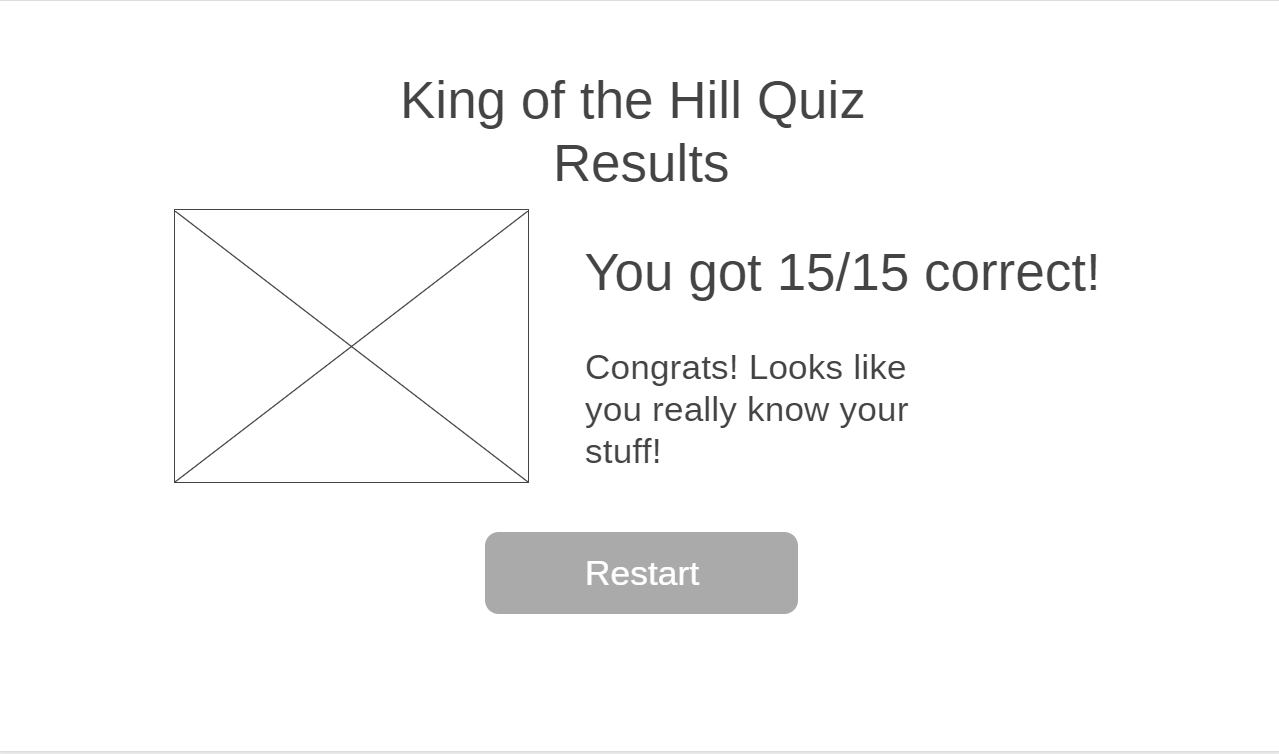 King of the Hill Quiz
Results
You got 15/15 correct!
Congrats! Looks like
you really know your
stuff!
Restart